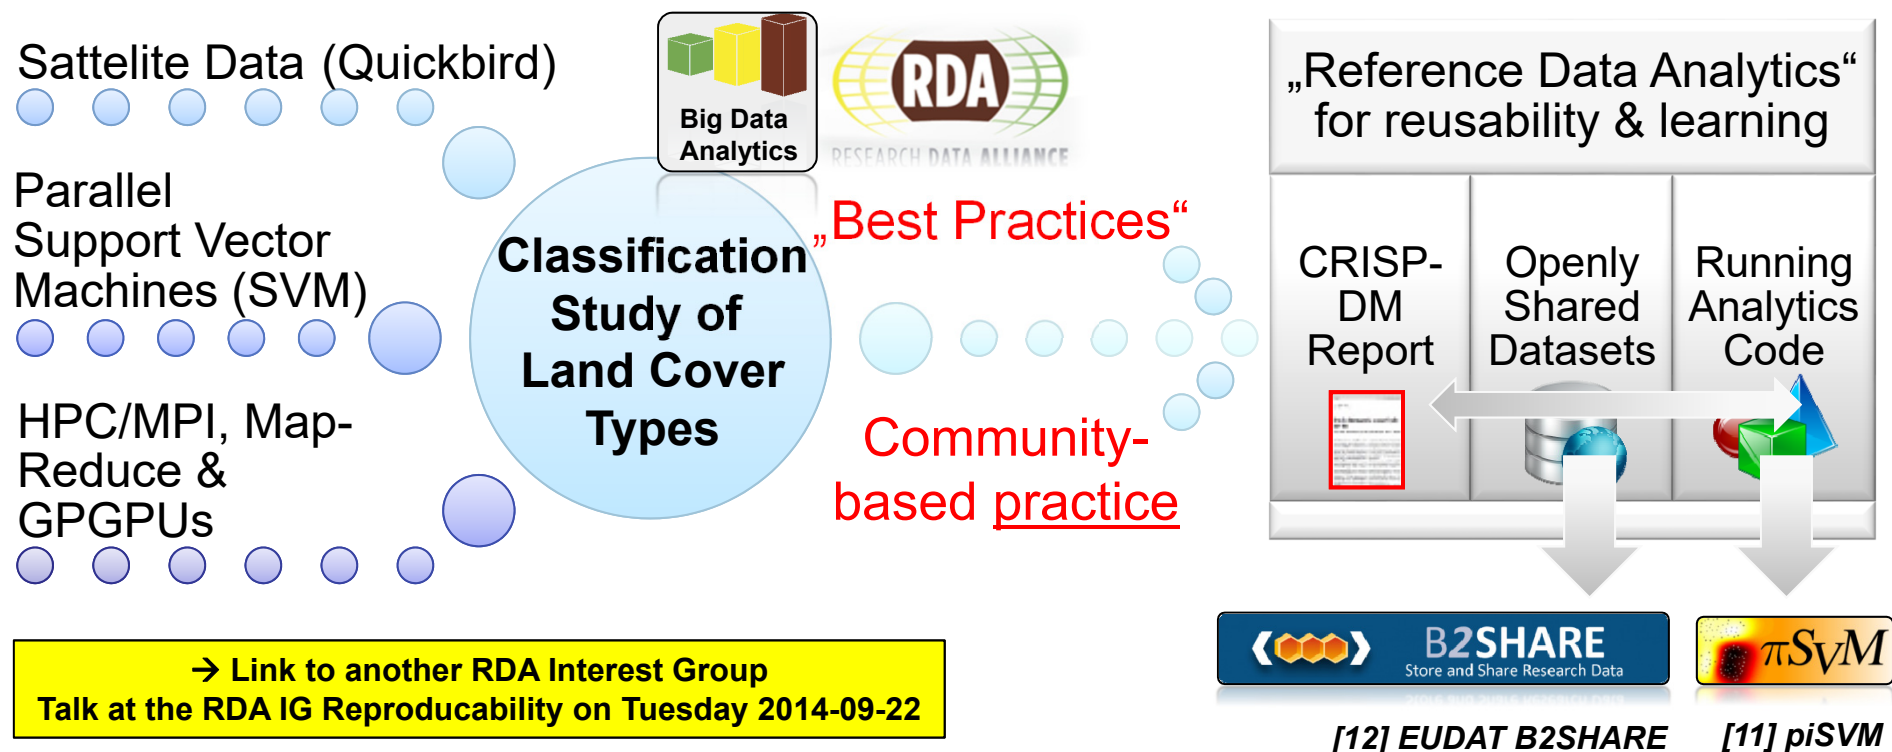 Sattelite Data (Quickbird)
Parallel
Support Vector
Machines (SVM)
HPC/MPI, Map-
Reduce &
GPGPUs
Big Data
Analytics
RDA
RESEARCH DATA ALLIANCE
Classification
Study of
Land Cover
Types
„Best Practices“
Community-
based practice
„Reference Data Analytics“
for reusability & learning
CRISP-
DM
Report
Openly
Shared
Datasets
Running
Analytics
Code
→ Link to another RDA Interest Group
Talk at the RDA IG Reproducability on Tuesday 2014-09-22
B2SHARE
Store and Share Research Data
πSVM
[12] EUDAT B2SHARE
[11] piSVM